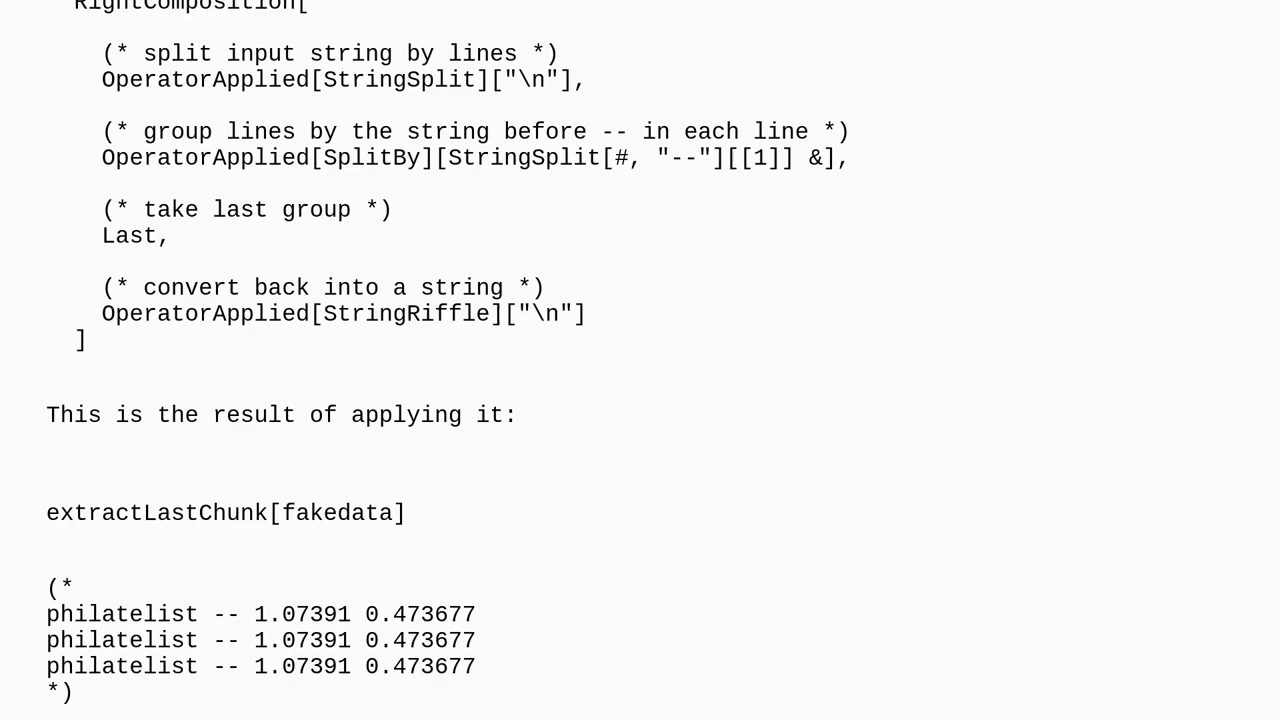 RightComposition[
(* split input string by lines *)
OperatorApplied[StringSplit]["\n"],
(* group lines by the string before -- in each line *)
OperatorApplied[SplitBy][StringSplit[#, "--"][[1]] &],
(* take last group *)
Last,
(* convert back into a string *)
OperatorApplied[StringRiffle]["\n"]
]
This is the result of applying it:
extractLastChunk[fakedata]
(*
philatelist -- 1.07391 0.473677
philatelist -- 1.07391 0.473677
philatelist -- 1.07391 0.473677
*)